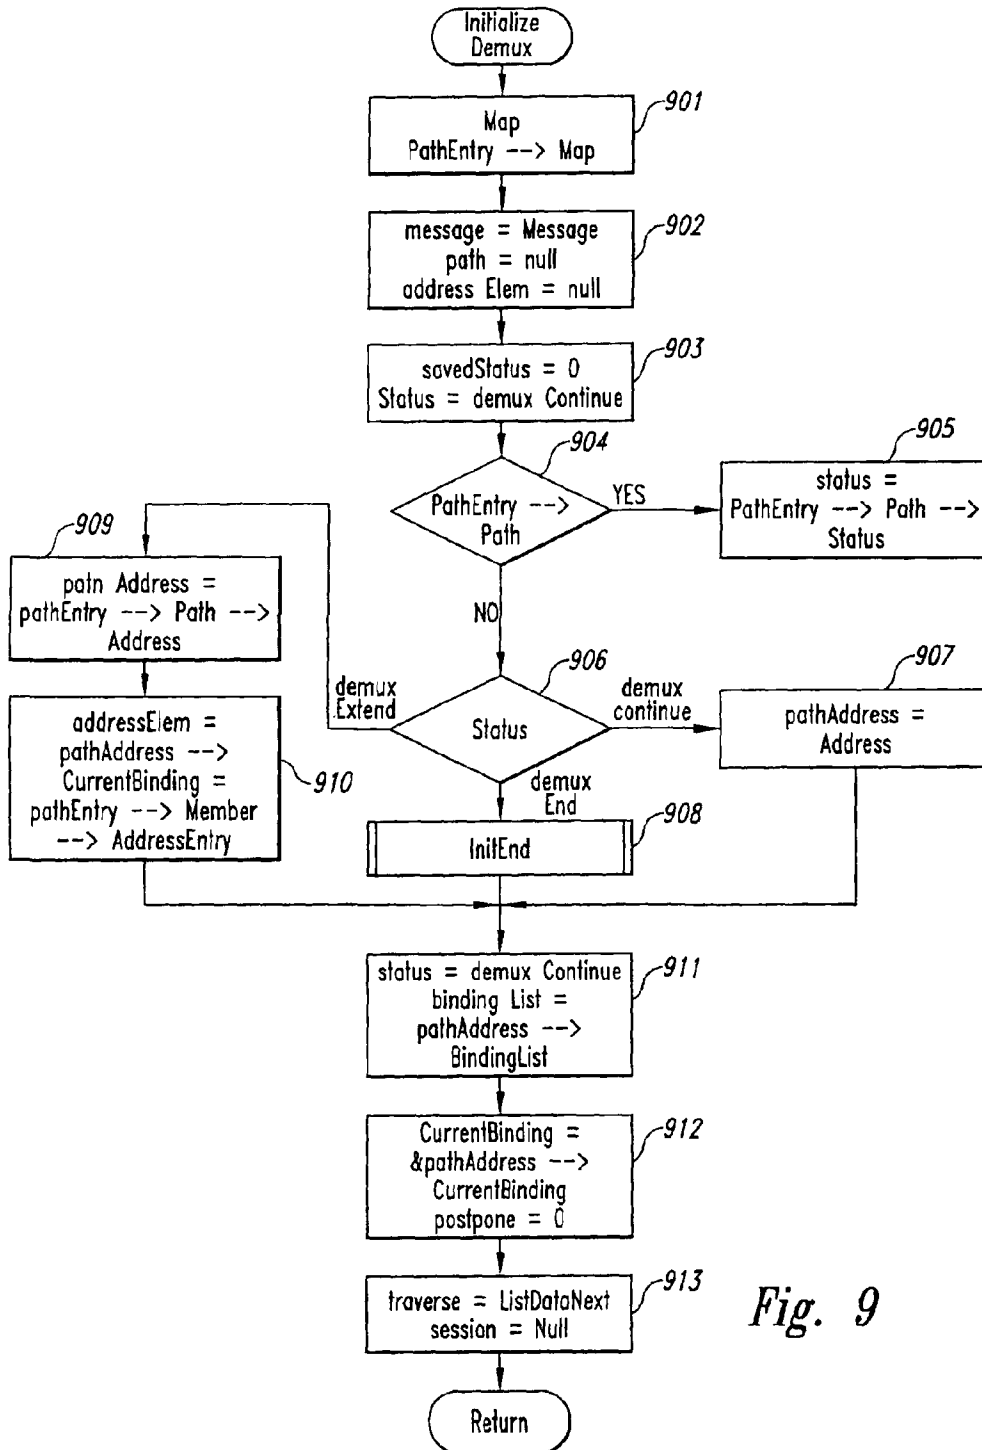 Initialize
Demux
901
Map
PathEntry --> Map
902
message = Message
path = null
address Elem = null
903
savedStatus = 0
Status = demux Continue
904
PathEntry -->
Path
YES
905
status =
PathEntry --> Path -->
Status
NO
909
patn Address =
pathEntry --> Path -->
Address
906
Status
demux
Extend
demux
continue
demux
End
907
pathAddress =
Address
910
addressElem =
pathAddress -->
CurrentBinding =
pathEntry --> Member
--> AddressEntry
908
InitEnd
911
status = demux Continue
binding List =
pathAddress -->
BindingList
912
CurrentBinding =
&pathAddress -->
CurrentBinding
postpone = 0
913
traverse = ListDataNext
session = Null
Return
Fig. 9